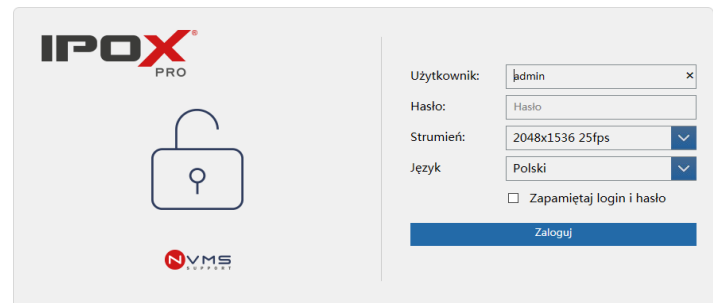 IPOX®
PRO
NVMS
SUPPORT
Użytkownik: admin ×
Hasło: Hasło
Strumień: 2048x1536 25fps
Język Polski
Zapamiętaj login i hasło
Zaloguj